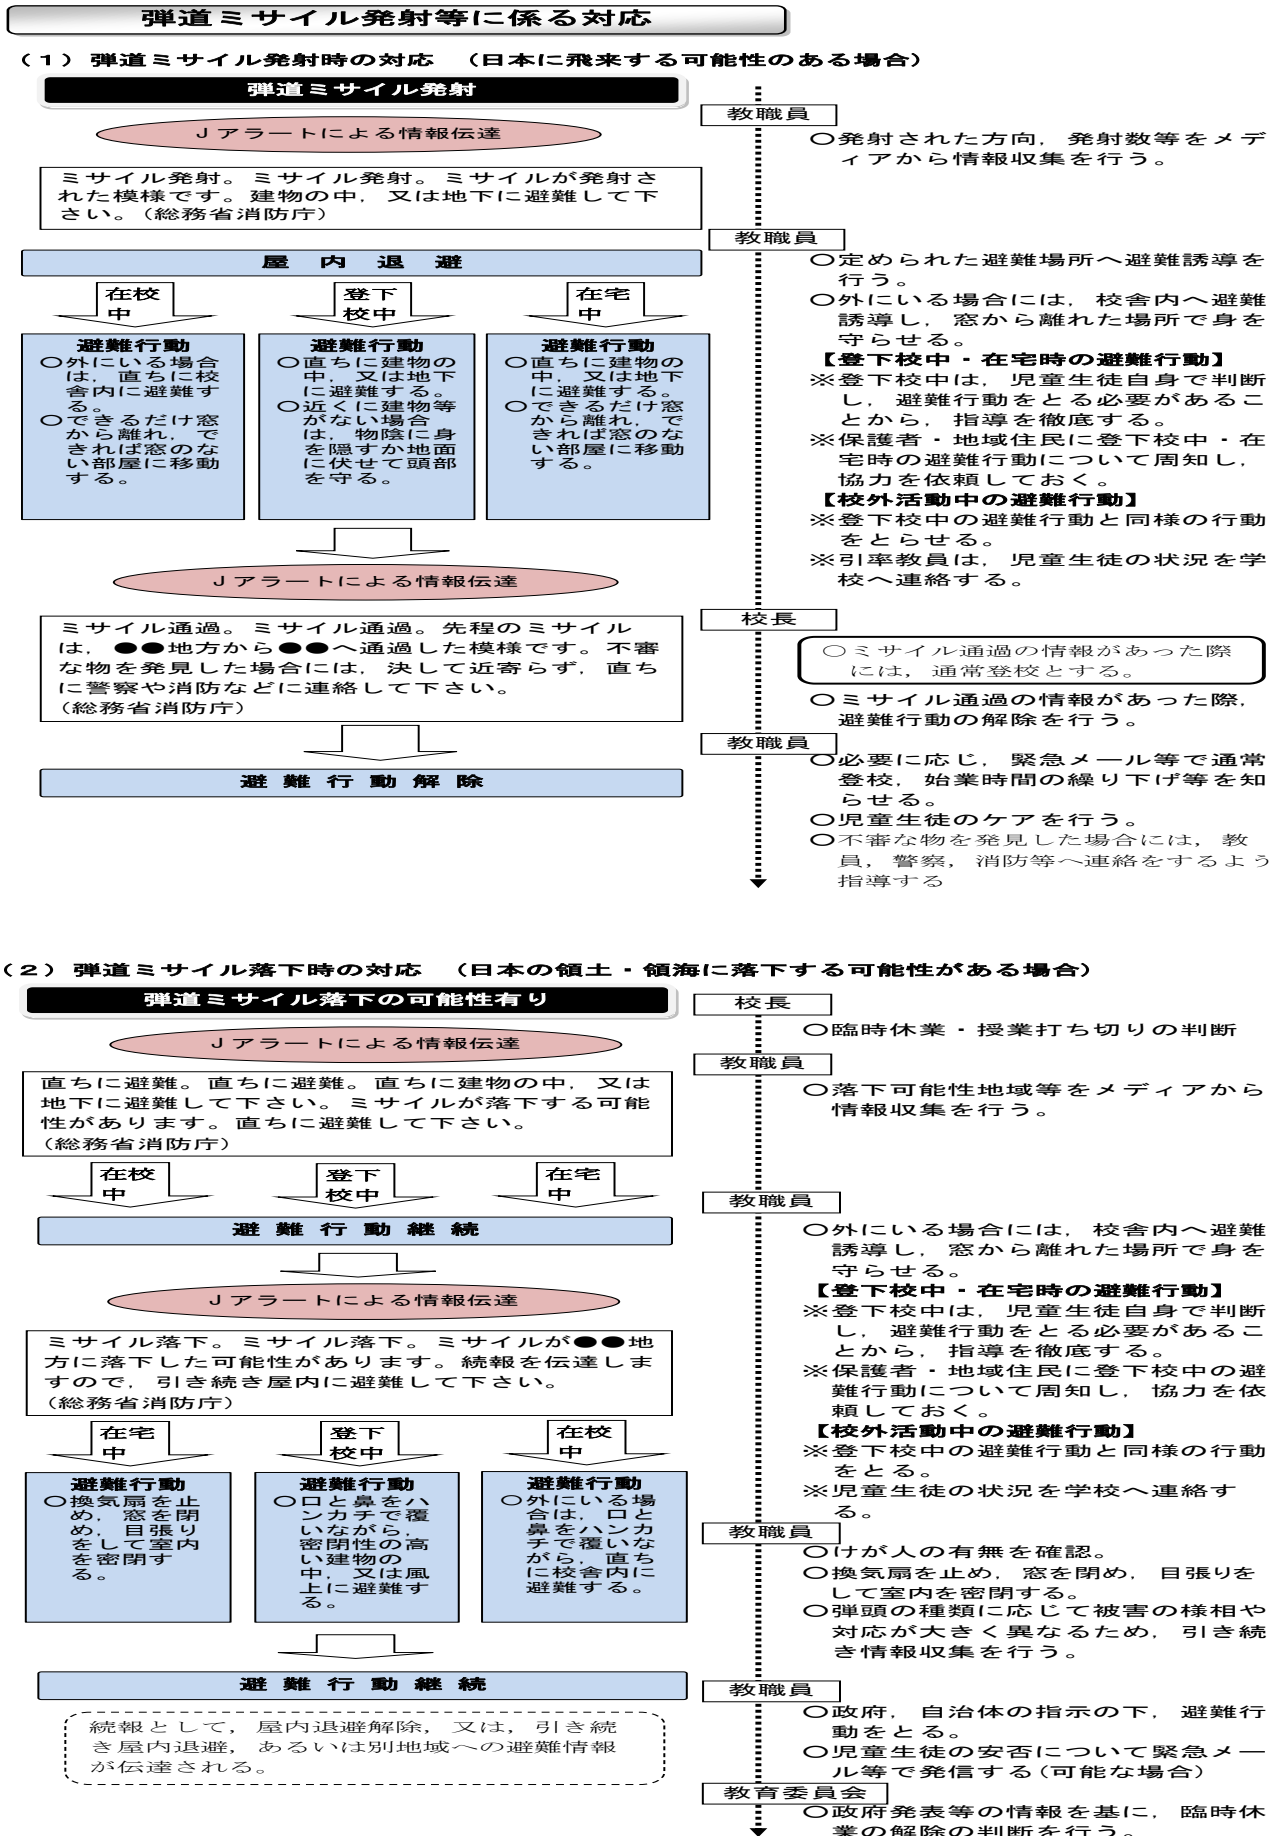 弾道ミサイル発射等に係る対応
（１）弾道ミサイル発射時の対応　（日本に飛来する可能性のある場合）
弾道ミサイル発射
Ｊアラートによる情報伝達
ミサイル発射。ミサイル発射。ミサイルが発射さ
れた模様です。建物の中，又は地下に避難して下
さい。（総務省消防庁）
屋　内　退　避
在校
中
登下
校中
在宅
中
避難行動
○外にいる場合
は，直ちに校
舎内に避難す
る。
○できるだけ窓
から離れ，で
きれば窓のな
い部屋に移動
する。
避難行動
○直ちに建物の
中，又は地下
に避難する。
○近くに建物等
がない場合
は，物陰に身
を隠すか地面
に伏せて頭部
を守る。
避難行動
○直ちに建物の
中，又は地下
に避難する。
○できるだけ窓
から離れ，で
きれば窓のな
い部屋に移動
する。
Ｊアラートによる情報伝達
ミサイル通過。ミサイル通過。先程のミサイル
は，●●地方から●●へ通過した模様です。不審
な物を発見した場合には，決して近寄らず，直ち
に警察や消防などに連絡して下さい。
（総務省消防庁）
避 難 行 動 解 除
教職員
○発射された方向，発射数等をメデ
ィアから情報収集を行う。
教職員
○定められた避難場所へ避難誘導を
行う。
○外にいる場合には，校舎内へ避難
誘導し，窓から離れた場所で身を
守らせる。
【登下校中・在宅時の避難行動】
※登下校中は，児童生徒自身で判断
し，避難行動をとる必要があるこ
とから，指導を徹底する。
※保護者・地域住民に登下校中・在
宅時の避難行動について周知し，
協力を依頼しておく。
【校外活動中の避難行動】
※登下校中の避難行動と同様の行動
をとらせる。
※引率教員は，児童生徒の状況を学
校へ連絡する。
校長
○ミサイル通過の情報があった際
には，通常登校とする。
○ミサイル通過の情報があった際，
避難行動の解除を行う。
教職員
○必要に応じ，緊急メール等で通常
登校，始業時間の繰り下げ等を知
らせる。
○児童生徒のケアを行う。
○不審な物を発見した場合には，教
員，警察，消防等へ連絡をするよう
指導する
（２）弾道ミサイル落下時の対応　（日本の領土・領海に落下する可能性がある場合）
弾道ミサイル落下の可能性有り
Ｊアラートによる情報伝達
直ちに避難。直ちに避難。直ちに建物の中，又は
地下に避難して下さい。ミサイルが落下する可能
性があります。直ちに避難して下さい。
（総務省消防庁）
在校
中
登下
校中
在宅
中
避 難 行 動 継 続
Ｊアラートによる情報伝達
ミサイル落下。ミサイル落下。ミサイルが●●地
方に落下した可能性があります。続報を伝達しま
すので，引き続き屋内に避難して下さい。
（総務省消防庁）
在宅
中
登下
校中
在校
中
避難行動
○換気扇を止
め，窓を閉
め，目張り
をして室内
を密閉す
る。
避難行動
○口と鼻をハ
ンカチで覆
いながら，
密閉性の高
い建物の
中，又は風
上に避難す
る。
避難行動
○外にいる場
合は，口と
鼻をハンカ
チで覆いな
がら，直ち
に校舎内に
避難する。
避 難 行 動 継 続
続報として，屋内退避解除，又は，引き続
き屋内退避，あるいは別地域への避難情報
が伝達される。
校長
○臨時休業・授業打ち切りの判断
教職員
○落下可能性地域等をメディアから
情報収集を行う。
教職員
○外にいる場合には，校舎内へ避難
誘導し，窓から離れた場所で身を
守らせる。
【登下校中・在宅時の避難行動】
※登下校中は，児童生徒自身で判断
し，避難行動をとる必要があるこ
とから，指導を徹底する。
※保護者・地域住民に登下校中の避
難行動について周知し，協力を依
頼しておく。
【校外活動中の避難行動】
※登下校中の避難行動と同様の行動
をとる。
※児童生徒の状況を学校へ連絡す
る。
教職員
○けが人の有無を確認。
○換気扇を止め，窓を閉め，目張りを
して室内を密閉する。
○弾頭の種類に応じて被害の様相や
対応が大きく異なるため，引き続
き情報収集を行う。
教職員
○政府，自治体の指示の下，避難行
動をとる。
○児童生徒の安否について緊急メー
ル等で発信する（可能な場合）
教育委員会
○政府発表等の情報を基に，臨時休
業の解除の判断を行う。